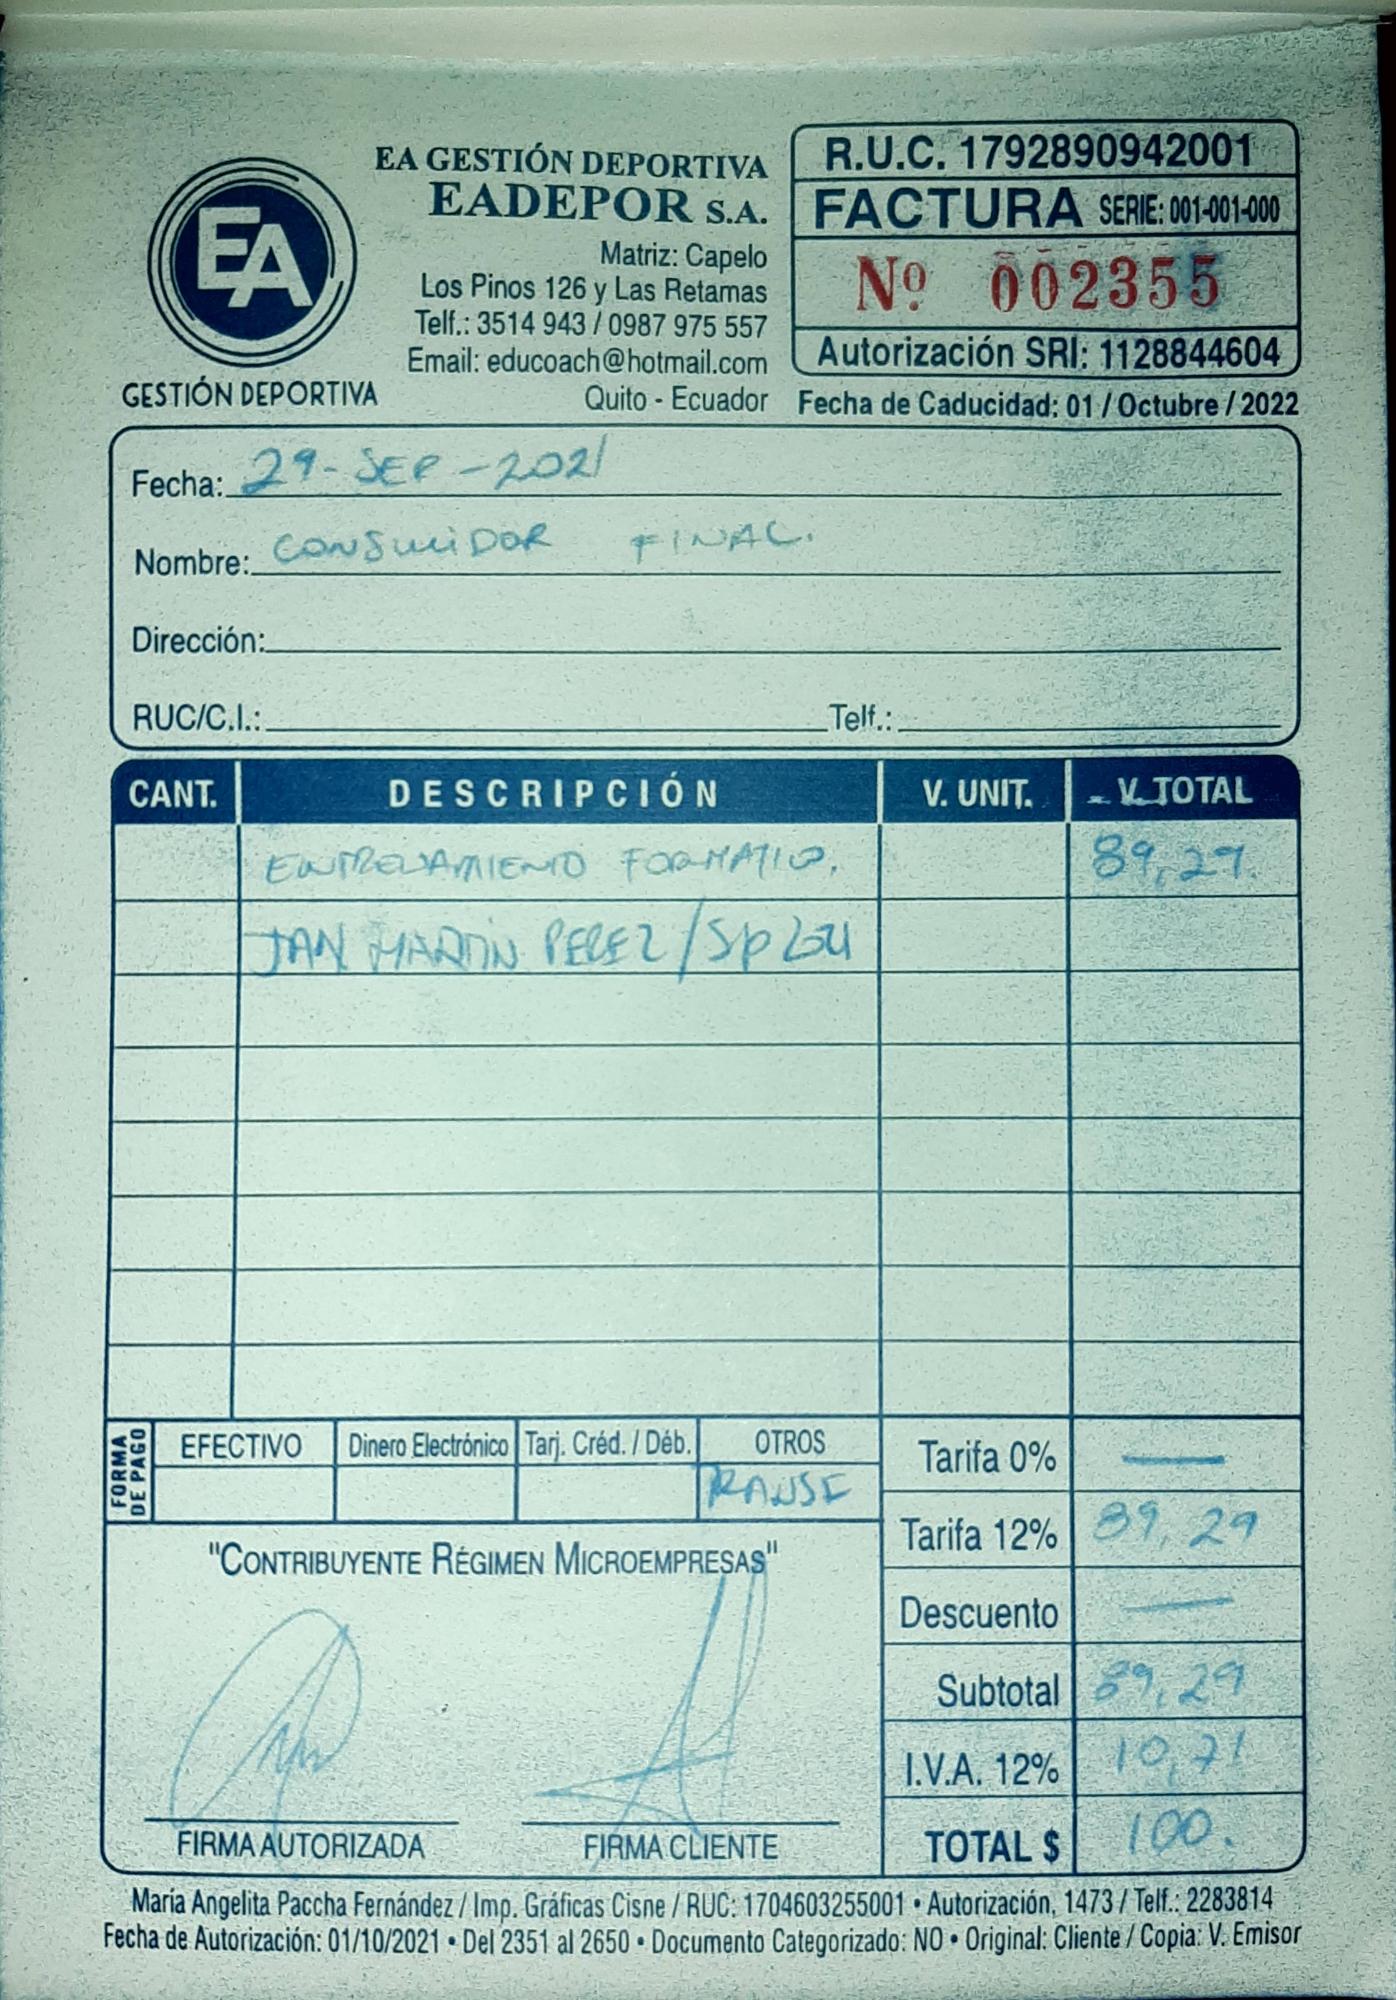 EA
GESTIÓN DEPORTIVA
EA GESTIÓN DEPORTIVA
EADEPOR S.A.
Matriz: Capelo
Los Pinos 126 y Las Retamas
Telf.: 3514 943 / 0987 975 557
Email: educoach@hotmail.com
Quito - Ecuador
R.U.C. 1792890942001
FACTURA SERIE: 001-001-000
Nº 002355
Autorización SRI: 1128844604
Fecha de Caducidad: 01 / Octubre / 2022
Fecha: 29-SEP-2021
Nombre: CONSUMIDOR FINAL.
Dirección:
RUC/C.I.: Telf.:
CANT. DESCRIPCIÓN V. UNIT. V. TOTAL
ENTRENAMIENTO FORMATIVO. 89,29.
JAN MARTIN PEREZ/Sp
FORMA DE PAGO
EFECTIVO Dinero Electrónico Tarj. Créd. / Déb. OTROS
TRANSF
Tarifa 0% —
Tarifa 12% 89,29
Descuento —
Subtotal 89,29
I.V.A. 12% 10,71
TOTAL $ 100.
"CONTRIBUYENTE RÉGIMEN MICROEMPRESAS"
FIRMA AUTORIZADA FIRMA CLIENTE
María Angelita Paccha Fernández / Imp. Gráficas Cisne / RUC: 1704603255001 • Autorización, 1473 / Telf.: 2283814
Fecha de Autorización: 01/10/2021 • Del 2351 al 2650 • Documento Categorizado: NO • Original: Cliente / Copia: V. Emisor